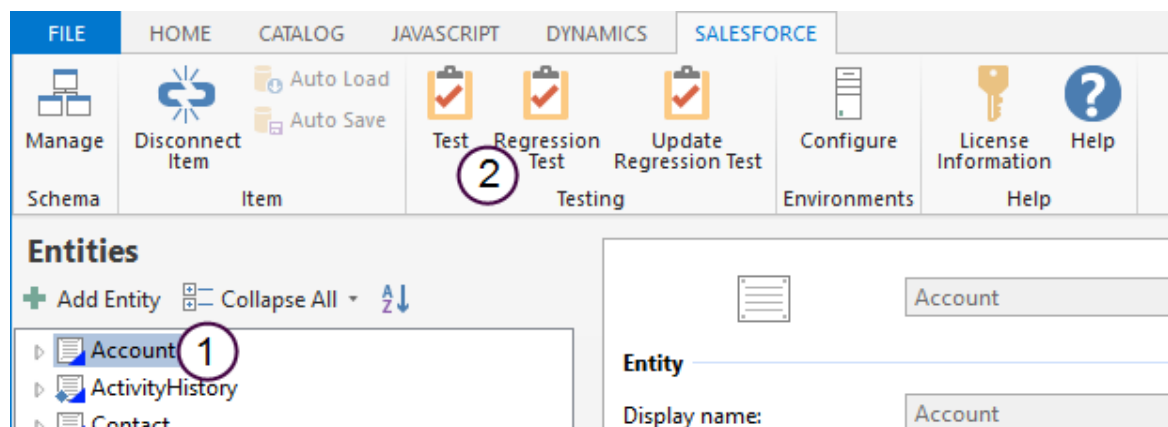 FILE HOME CATALOG JAVASCRIPT DYNAMICS SALESFORCE
Manage
Disconnect
Item
Auto Load
Auto Save
Test
Regression
Test
Update
Regression Test
Configure
License
Information
Help
2
Schema Item Testing Environments Help
Entities
Add Entity Collapse All AZ
Account
Account 1
ActivityHistory
Entity
Contact
Display name: Account